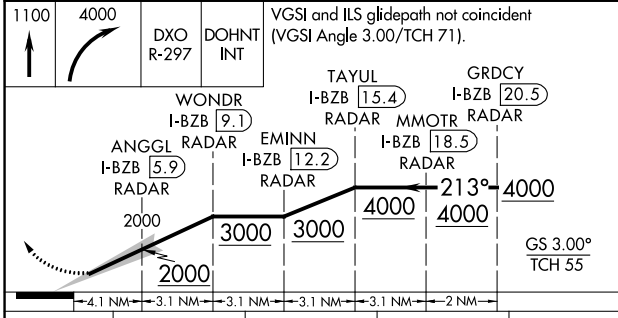 1100
4000
DXO
R-297
DOHNT
INT
VGSI and ILS glidepath not coincident
(VGSI Angle 3.00/TCH 71).
GRDCY
I-BZB 20.5
RADAR
TAYUL
I-BZB 15.4
RADAR
MMOTR
I-BZB 18.5
RADAR
WONDR
I-BZB 9.1
RADAR
EMINN
I-BZB 12.2
RADAR
ANGGL
I-BZB 5.9
RADAR
2000
2000
3000
3000
4000
213°
4000
4000
GS 3.00°
TCH 55
4.1 NM
3.1 NM
3.1 NM
3.1 NM
3.1 NM
2 NM